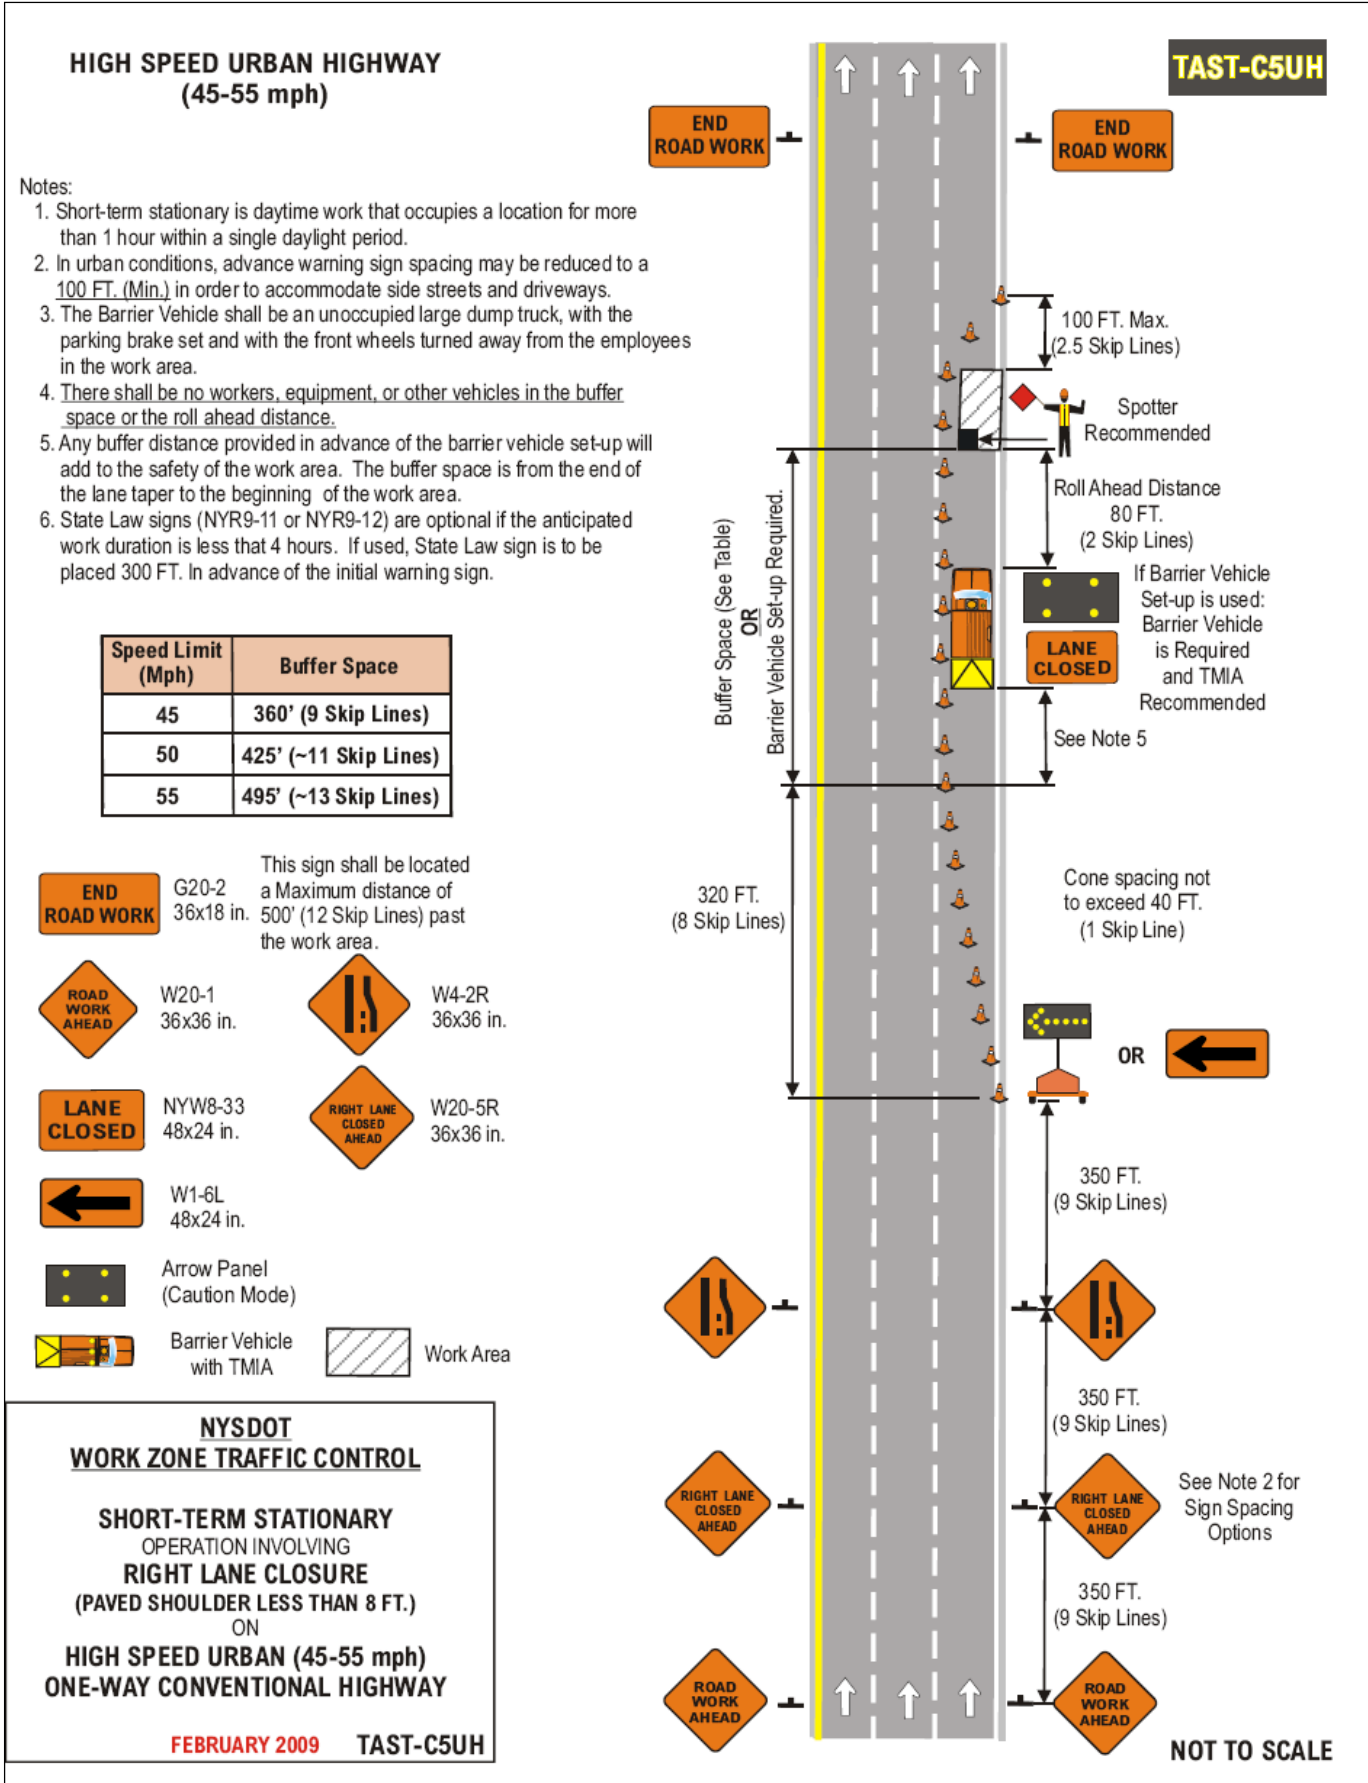 HIGH SPEED URBAN HIGHWAY
(45-55 mph)
TAST-C5UH
END
ROAD WORK
END
ROAD WORK
Notes:
1. Short-term stationary is daytime work that occupies a location for more
than 1 hour within a single daylight period.
2. In urban conditions, advance warning sign spacing may be reduced to a
100 FT. (Min.) in order to accommodate side streets and driveways.
3. The Barrier Vehicle shall be an unoccupied large dump truck, with the
parking brake set and with the front wheels turned away from the employees
in the work area.
4. There shall be no workers, equipment, or other vehicles in the buffer
space or the roll ahead distance.
5. Any buffer distance provided in advance of the barrier vehicle set-up will
add to the safety of the work area. The buffer space is from the end of
the lane taper to the beginning of the work area.
6. State Law signs (NYR9-11 or NYR9-12) are optional if the anticipated
work duration is less that 4 hours. If used, State Law sign is to be
placed 300 FT. In advance of the initial warning sign.
100 FT. Max.
(2.5 Skip Lines)
Spotter
Recommended
Roll Ahead Distance
80 FT.
(2 Skip Lines)
Buffer Space (See Table)
OR
Barrier Vehicle Set-up Required.
If Barrier Vehicle
Set-up is used:
Barrier Vehicle
is Required
and TMIA
Recommended
LANE
CLOSED
See Note 5
Speed Limit
(Mph)
Buffer Space
45
360' (9 Skip Lines)
50
425' (~11 Skip Lines)
55
495' (~13 Skip Lines)
320 FT.
(8 Skip Lines)
Cone spacing not
to exceed 40 FT.
(1 Skip Line)
OR
END
ROAD WORK
G20-2
36x18 in.
This sign shall be located
a Maximum distance of
500' (12 Skip Lines) past
the work area.
ROAD
WORK
AHEAD
W20-1
36x36 in.
W4-2R
36x36 in.
LANE
CLOSED
NYW8-33
48x24 in.
RIGHT LANE
CLOSED
AHEAD
W20-5R
36x36 in.
W1-6L
48x24 in.
Arrow Panel
(Caution Mode)
Barrier Vehicle
with TMIA
Work Area
350 FT.
(9 Skip Lines)
350 FT.
(9 Skip Lines)
RIGHT LANE
CLOSED
AHEAD
RIGHT LANE
CLOSED
AHEAD
See Note 2 for
Sign Spacing
Options
350 FT.
(9 Skip Lines)
ROAD
WORK
AHEAD
ROAD
WORK
AHEAD
NYSDOT
WORK ZONE TRAFFIC CONTROL
SHORT-TERM STATIONARY
OPERATION INVOLVING
RIGHT LANE CLOSURE
(PAVED SHOULDER LESS THAN 8 FT.)
ON
HIGH SPEED URBAN (45-55 mph)
ONE-WAY CONVENTIONAL HIGHWAY
FEBRUARY 2009 TAST-C5UH
NOT TO SCALE